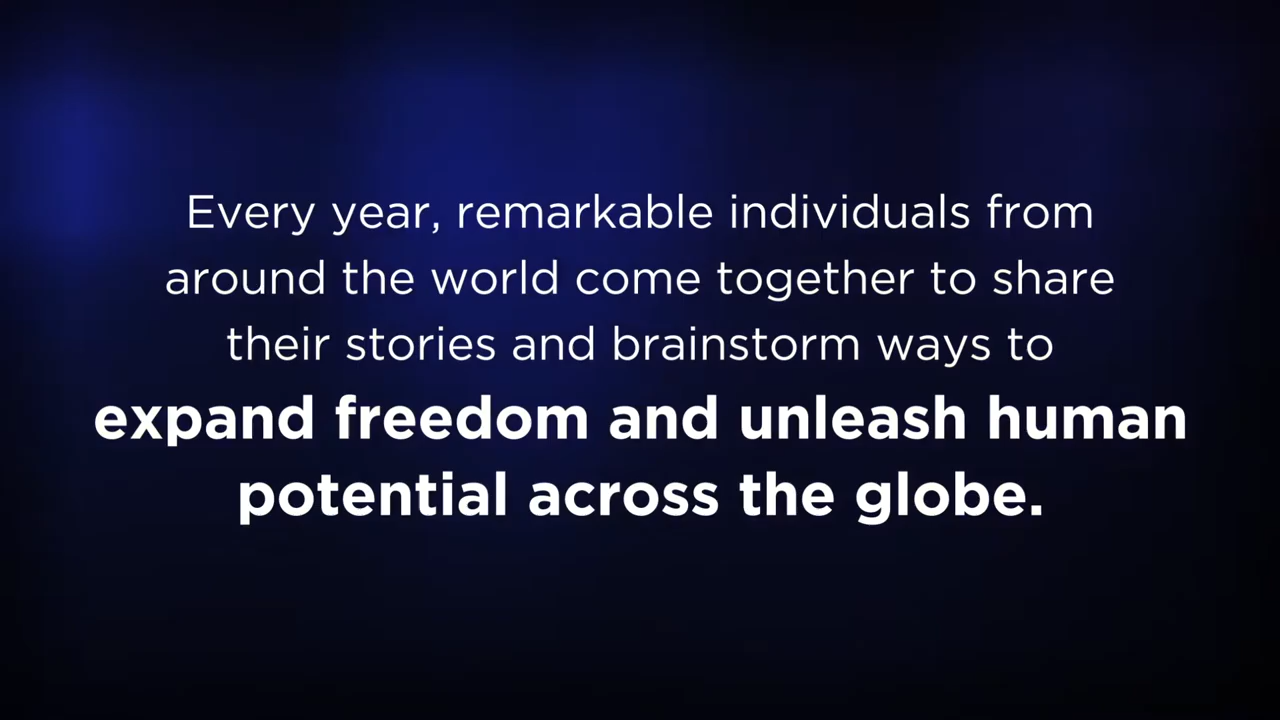 Every year, remarkable individuals from
around the world come together to share
their stories and brainstorm ways to
expand freedom and unleash human
potential across the globe.